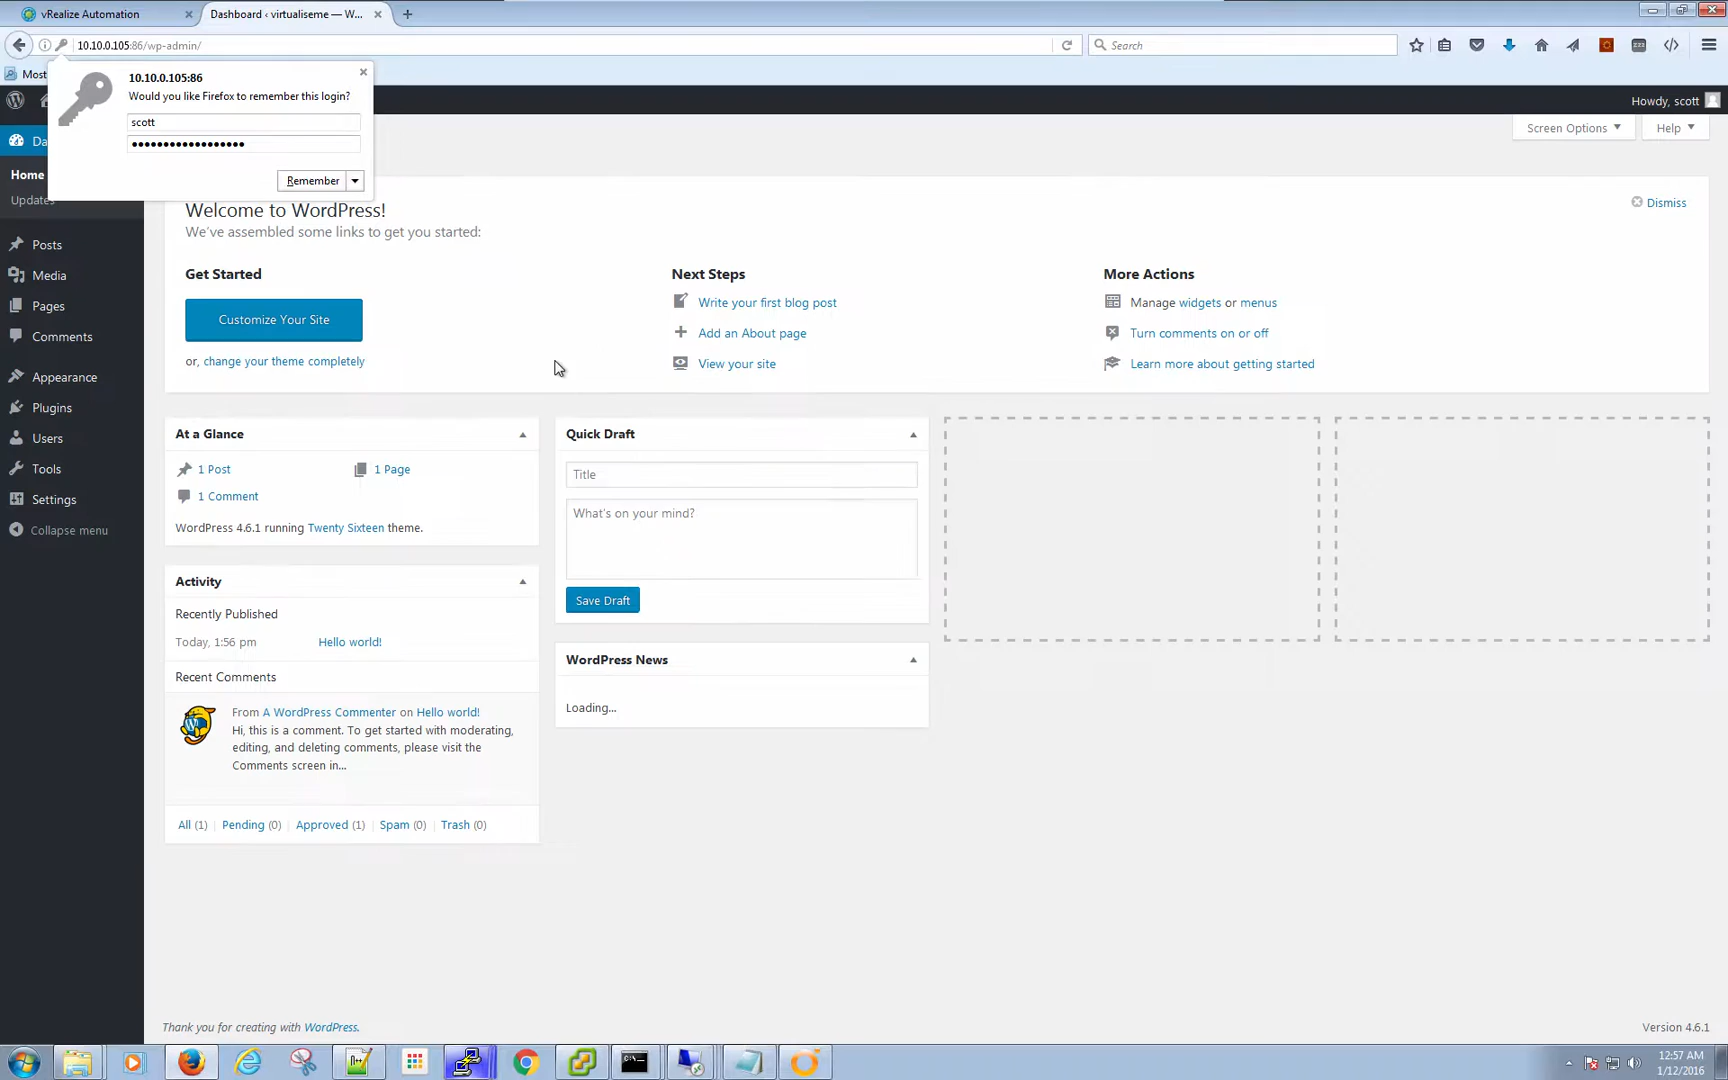 vRealize Automation
Dashboard ‹ virtualiseme — W...
10.10.0.105:86/wp-admin/
Search
Most
10.10.0.105:86
Would you like Firefox to remember this login?
scott
••••••••••••••••••
Remember
Howdy, scott
Screen Options
Help
Da
Home
Updates
Posts
Media
Pages
Comments
Appearance
Plugins
Users
Tools
Settings
Collapse menu
Welcome to WordPress!
We've assembled some links to get you started:
Dismiss
Get Started
Customize Your Site
or, change your theme completely
Next Steps
Write your first blog post
Add an About page
View your site
More Actions
Manage widgets or menus
Turn comments on or off
Learn more about getting started
At a Glance
1 Post
1 Page
1 Comment
WordPress 4.6.1 running Twenty Sixteen theme.
Activity
Recently Published
Today, 1:56 pm
Hello world!
Recent Comments
From A WordPress Commenter on Hello world!
Hi, this is a comment. To get started with moderating,
editing, and deleting comments, please visit the
Comments screen in...
All (1) | Pending (0) | Approved (1) | Spam (0) | Trash (0)
Quick Draft
Title
What's on your mind?
Save Draft
WordPress News
Loading...
Thank you for creating with WordPress.
Version 4.6.1
12:57 AM
1/12/2016